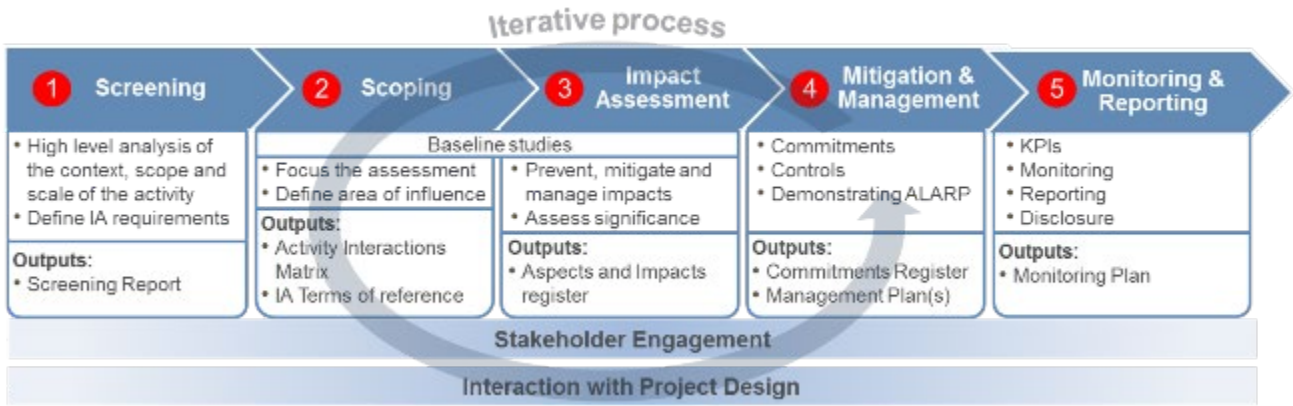 Iterative process
1 Screening
2 Scoping
3 Impact
Assessment
4 Mitigation &
Management
5 Monitoring &
Reporting
• High level analysis of
the context, scope and
scale of the activity
• Define IA requirements
Outputs:
• Screening Report
Baseline studies
• Focus the assessment
• Define area of influence
Outputs:
• Activity Interactions
Matrix
• IA Terms of reference
• Prevent, mitigate and
manage impacts
• Assess significance
Outputs:
• Aspects and Impacts
register
• Commitments
• Controls
• Demonstrating ALARP
Outputs:
• Commitments Register
• Management Plan(s)
• KPIs
• Monitoring
• Reporting
• Disclosure
Outputs:
• Monitoring Plan
Stakeholder Engagement
Interaction with Project Design